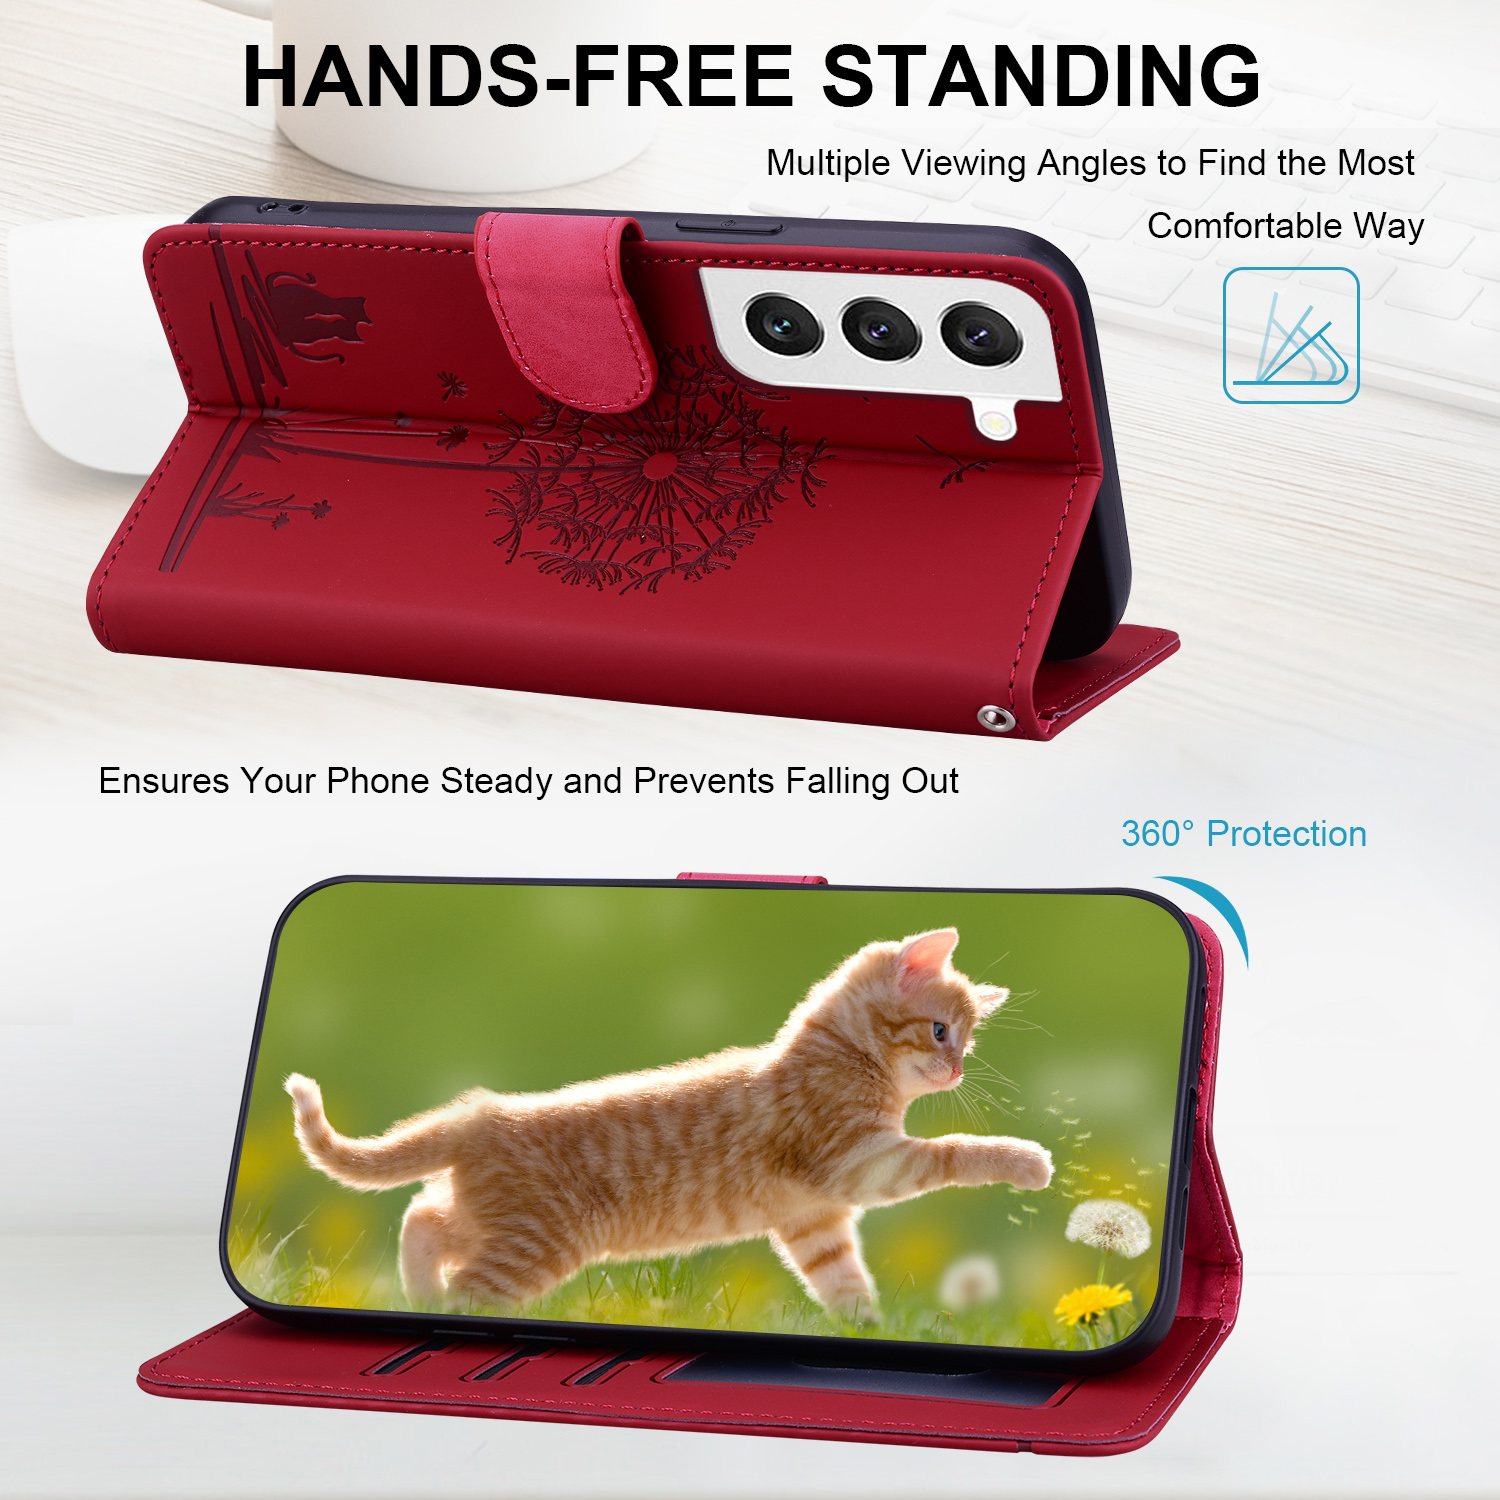 HANDS-FREE STANDING
Multiple Viewing Angles to Find the Most
Comfortable Way
Ensures Your Phone Steady and Prevents Falling Out
360° Protection